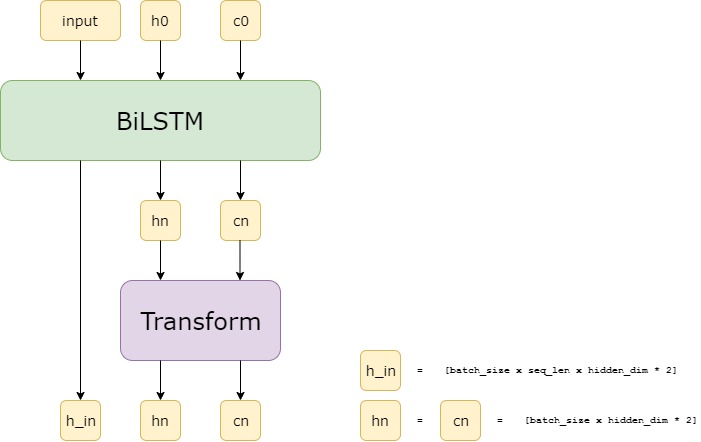 input h0 c0
BiLSTM
hn cn
Transform
h_in = [batch_size x seq_len x hidden_dim * 2]
h_in hn cn
hn = cn = [batch_size x hidden_dim * 2]